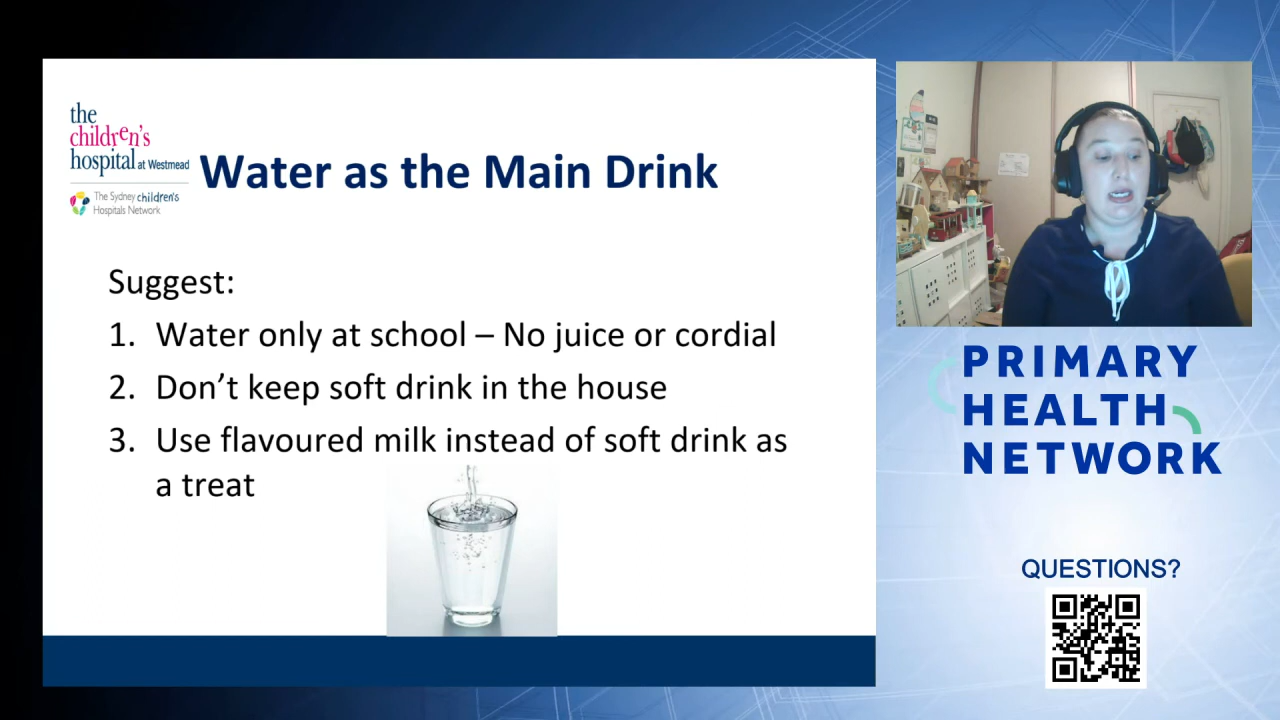 the
children's
hospital at Westmead
The Sydney children's
Hospitals Network
Water as the Main Drink
Suggest:
1. Water only at school – No juice or cordial
2. Don't keep soft drink in the house
3. Use flavoured milk instead of soft drink as
a treat
PRIMARY
HEALTH
NETWORK
QUESTIONS?